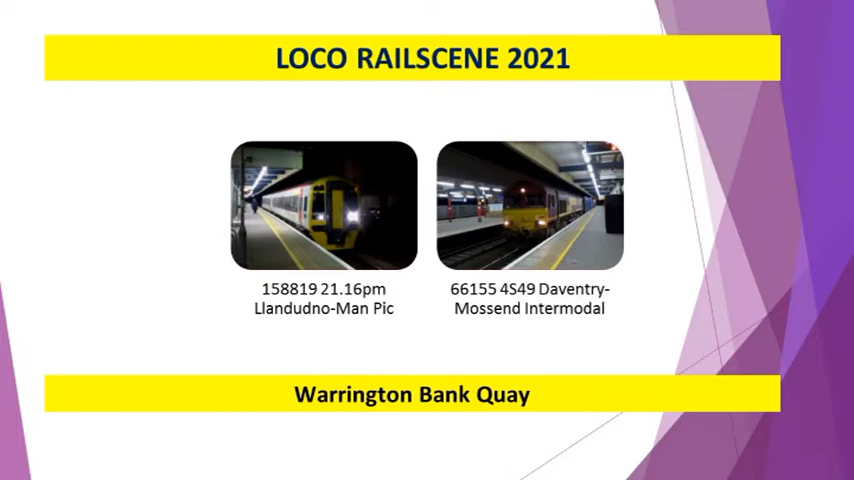 LOCO RAILSCENE 2021
158819 21.16pm
Llandudno-Man Pic
66155 4S49 Daventry-
Mossend Intermodal
Warrington Bank Quay